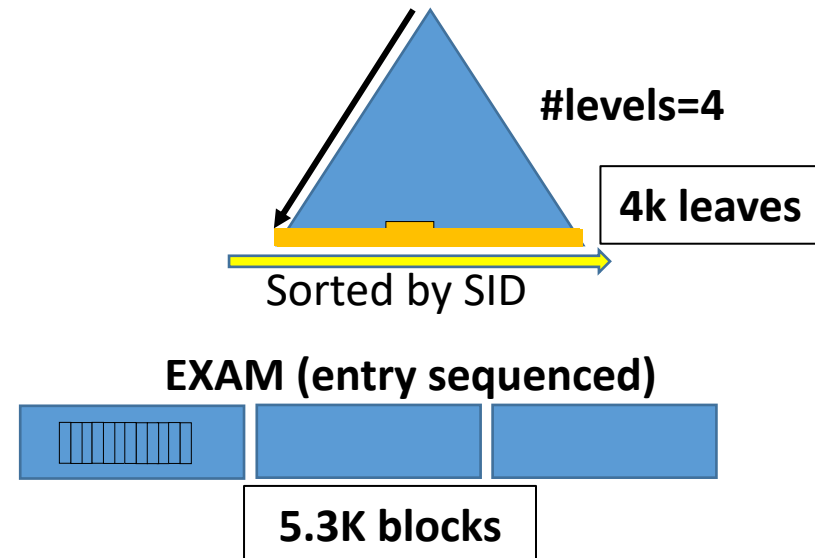 #levels=4
4k leaves
Sorted by SID
EXAM (entry sequenced)
5.3K blocks